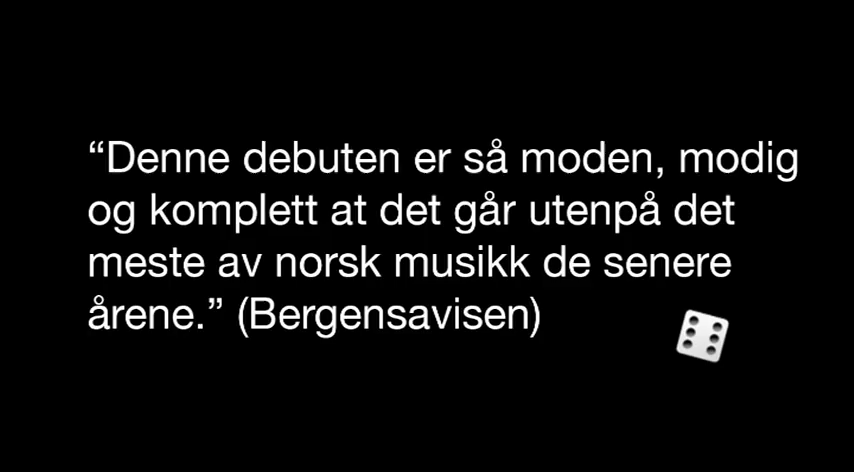 “Denne debuten er så moden, modig
og komplett at det går utenpå det
meste av norsk musikk de senere
årene.” (Bergensavisen)